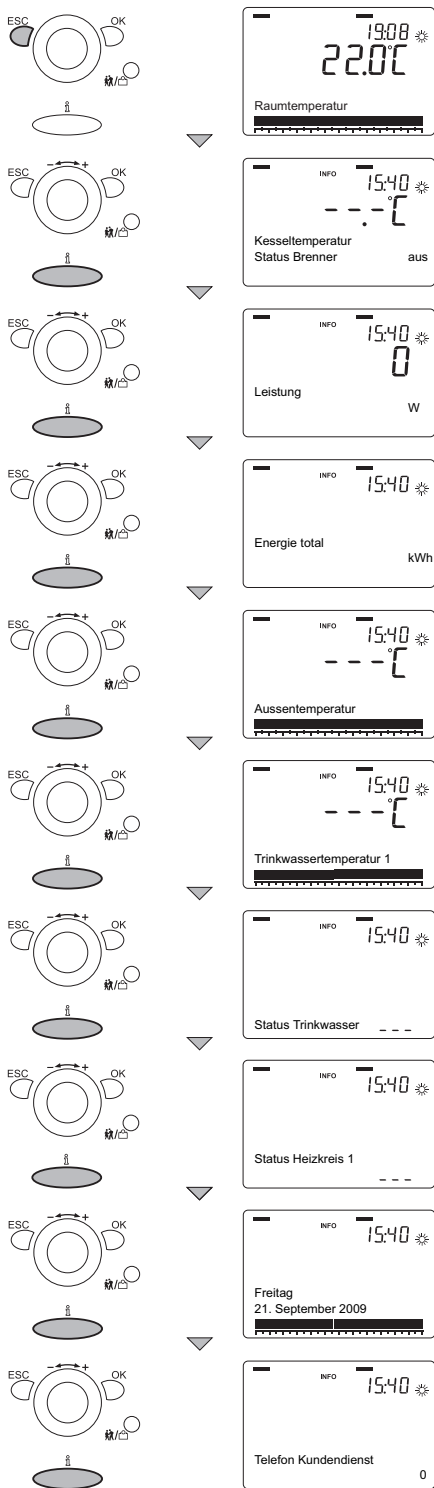 ESC
OK
19:08
22.0°C
Raumtemperatur
ESC
- +
OK
INFO
15:40
--.-°C
Kesseltemperatur
Status Brenner aus
ESC
- +
OK
INFO
15:40
0
Leistung
W
ESC
- +
OK
INFO
15:40
Energie total
kWh
ESC
- +
OK
INFO
15:40
---°C
Aussentemperatur
ESC
- +
OK
INFO
15:40
---°C
Trinkwassertemperatur 1
ESC
- +
OK
INFO
15:40
Status Trinkwasser ---
ESC
- +
OK
INFO
15:40
Status Heizkreis 1
---
ESC
- +
OK
INFO
15:40
Freitag
21. September 2009
ESC
- +
OK
INFO
15:40
Telefon Kundendienst
0